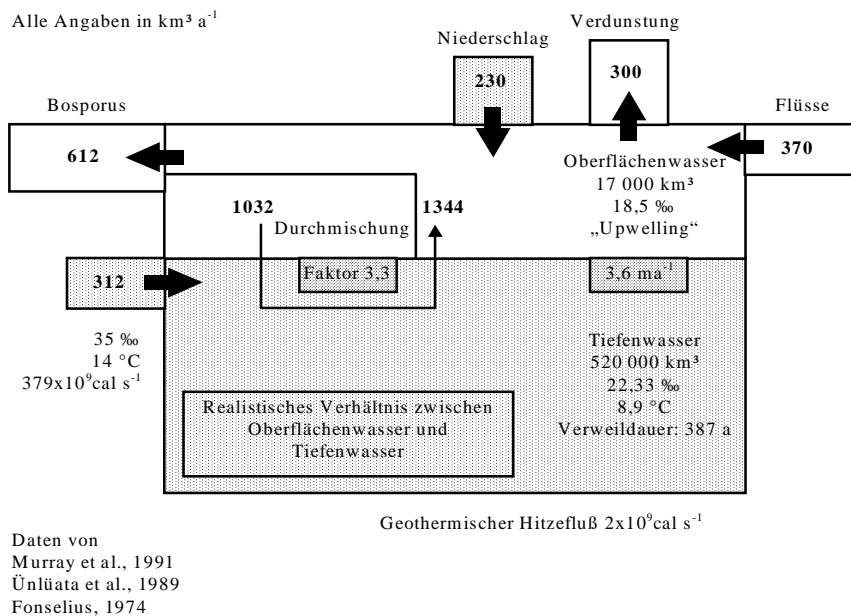 Alle Angaben in km³ a⁻¹
Niederschlag
Verdunstung
230
300
Bosporus
Flüsse
612
370
Oberflächenwasser
17 000 km³
18,5 ‰
„Upwelling“
1032
1344
Durchmischung
312
Faktor 3,3
3,6 ma⁻¹
35 ‰
14 °C
379x10⁹cal s⁻¹
Tiefenwasser
520 000 km³
22,33 ‰
8,9 °C
Verweildauer: 387 a
Realistisches Verhältnis zwischen
Oberflächenwasser und
Tiefenwasser
Geothermischer Hitzefluß 2x10⁹cal s⁻¹
Daten von
Murray et al., 1991
Ünlüata et al., 1989
Fonselius, 1974